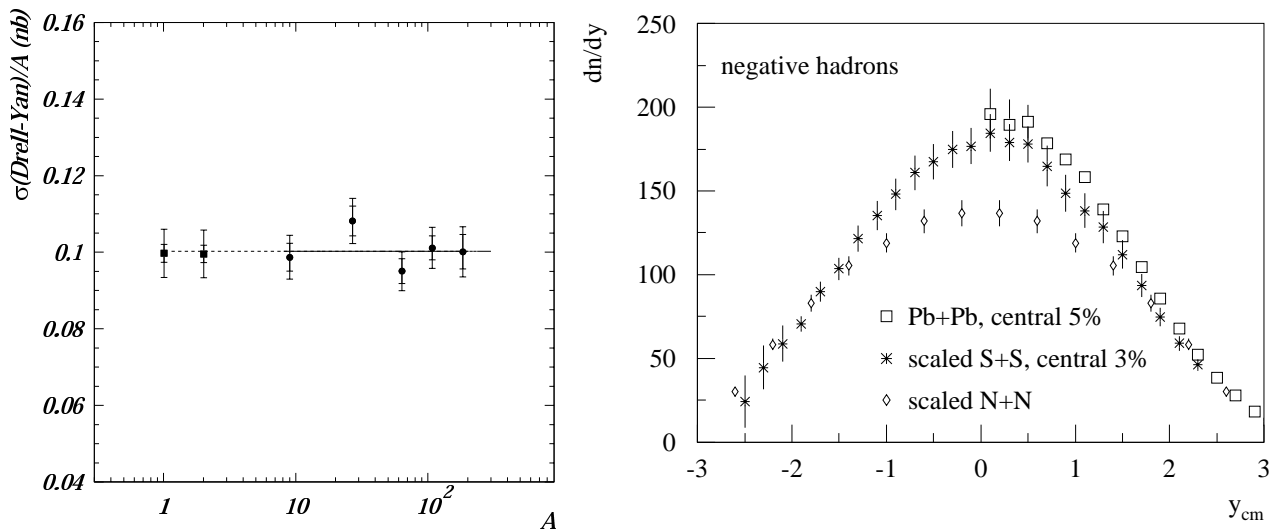 σ(Drell-Yan)/A (nb)
0.16
0.14
0.12
0.1
0.08
0.06
0.04
1
10
10²
A
dn/dy
250
200
150
100
50
0
negative hadrons
Pb+Pb, central 5%
scaled S+S, central 3%
scaled N+N
-3
-2
-1
0
1
2
3
y_cm